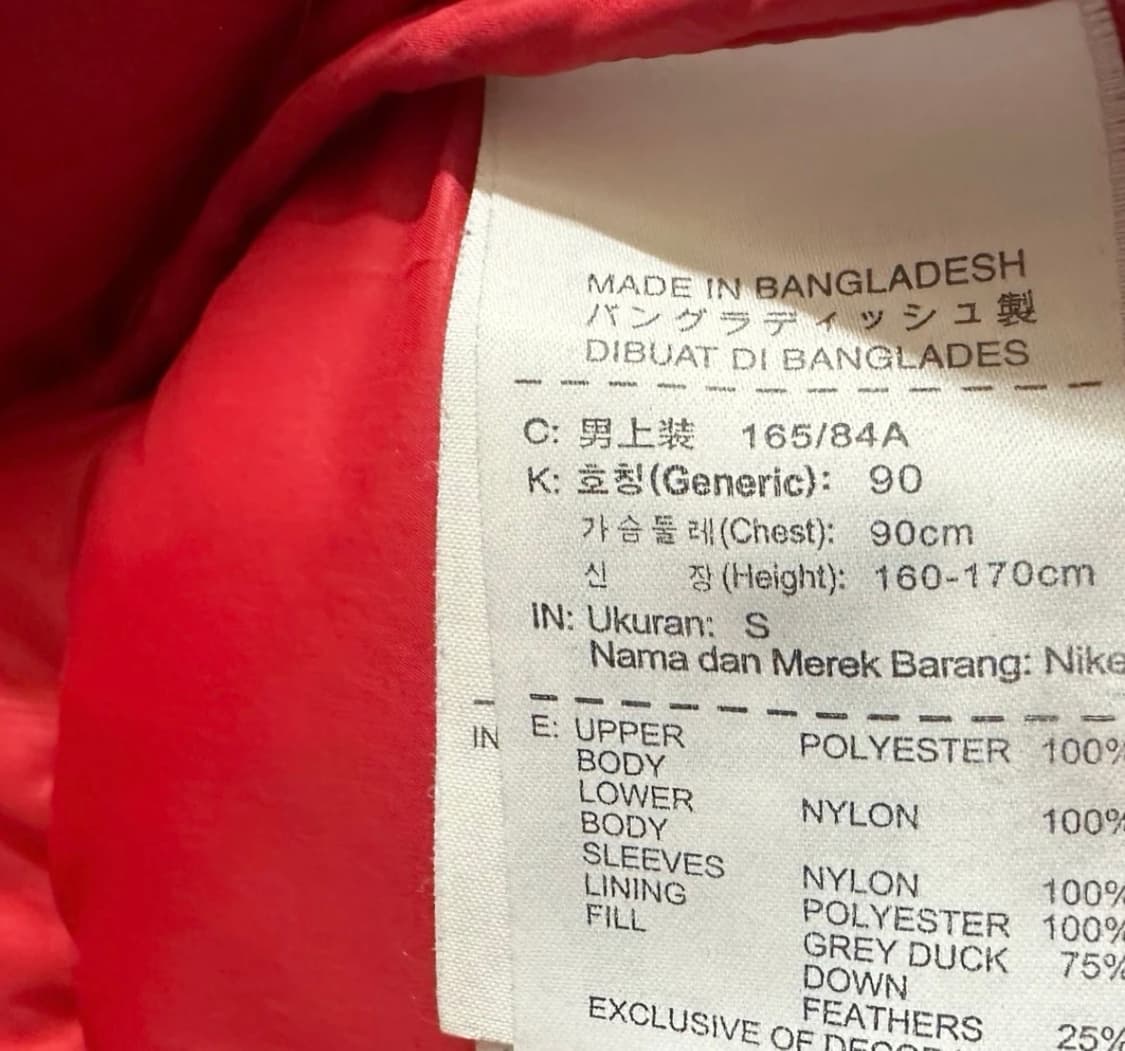 MADE IN BANGLADESH
バングラディッシュ製
DIBUAT DI BANGLADES
C: 男上装 165/84A
K: 호칭(Generic): 90
가슴둘레(Chest): 90cm
신 장(Height): 160-170cm
IN: Ukuran: S
Nama dan Merek Barang: Nike
IN
E: UPPER BODY POLYESTER 100%
LOWER BODY NYLON 100%
SLEEVES NYLON 100%
LINING POLYESTER 100%
FILL GREY DUCK DOWN 75%
FEATHERS 25%
EXCLUSIVE OF